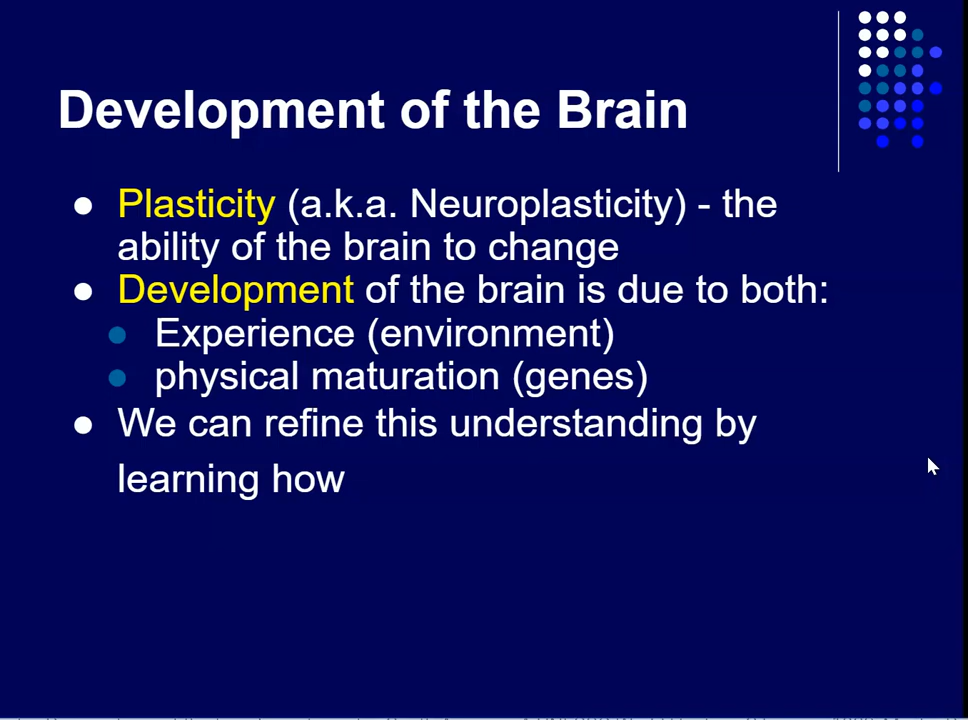 Development of the Brain
● Plasticity (a.k.a. Neuroplasticity) - the
ability of the brain to change
● Development of the brain is due to both:
● Experience (environment)
● physical maturation (genes)
● We can refine this understanding by
learning how